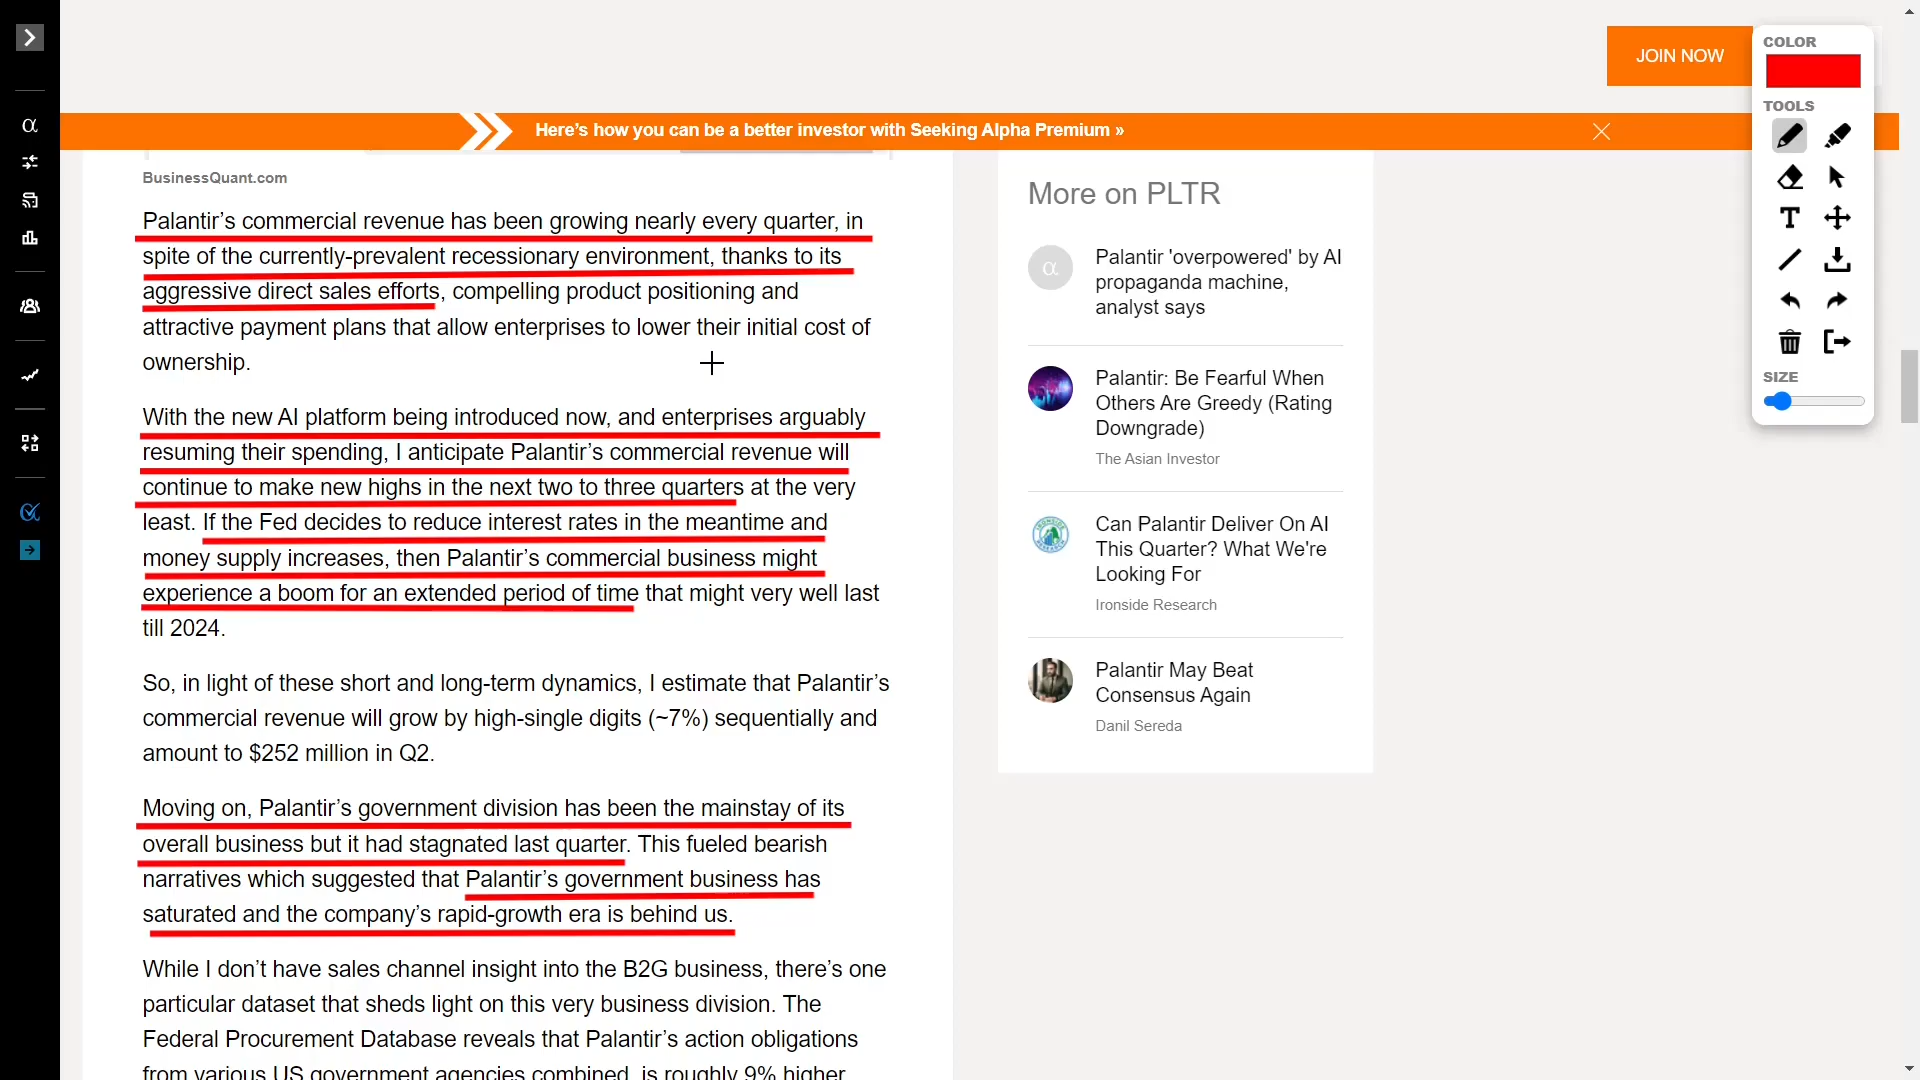 JOIN NOW
COLOR
TOOLS
SIZE
Here’s how you can be a better investor with Seeking Alpha Premium »
BusinessQuant.com
Palantir’s commercial revenue has been growing nearly every quarter, in
spite of the currently-prevalent recessionary environment, thanks to its
aggressive direct sales efforts, compelling product positioning and
attractive payment plans that allow enterprises to lower their initial cost of
ownership.
With the new AI platform being introduced now, and enterprises arguably
resuming their spending, I anticipate Palantir’s commercial revenue will
continue to make new highs in the next two to three quarters at the very
least. If the Fed decides to reduce interest rates in the meantime and
money supply increases, then Palantir’s commercial business might
experience a boom for an extended period of time that might very well last
till 2024.
So, in light of these short and long-term dynamics, I estimate that Palantir’s
commercial revenue will grow by high-single digits (~7%) sequentially and
amount to $252 million in Q2.
Moving on, Palantir’s government division has been the mainstay of its
overall business but it had stagnated last quarter. This fueled bearish
narratives which suggested that Palantir’s government business has
saturated and the company’s rapid-growth era is behind us.
While I don’t have sales channel insight into the B2G business, there’s one
particular dataset that sheds light on this very business division. The
Federal Procurement Database reveals that Palantir’s action obligations
from various US government agencies combined, is roughly 9% higher
More on PLTR
Palantir 'overpowered' by AI
propaganda machine,
analyst says
Palantir: Be Fearful When
Others Are Greedy (Rating
Downgrade)
The Asian Investor
Can Palantir Deliver On AI
This Quarter? What We're
Looking For
Ironside Research
Palantir May Beat
Consensus Again
Danil Sereda